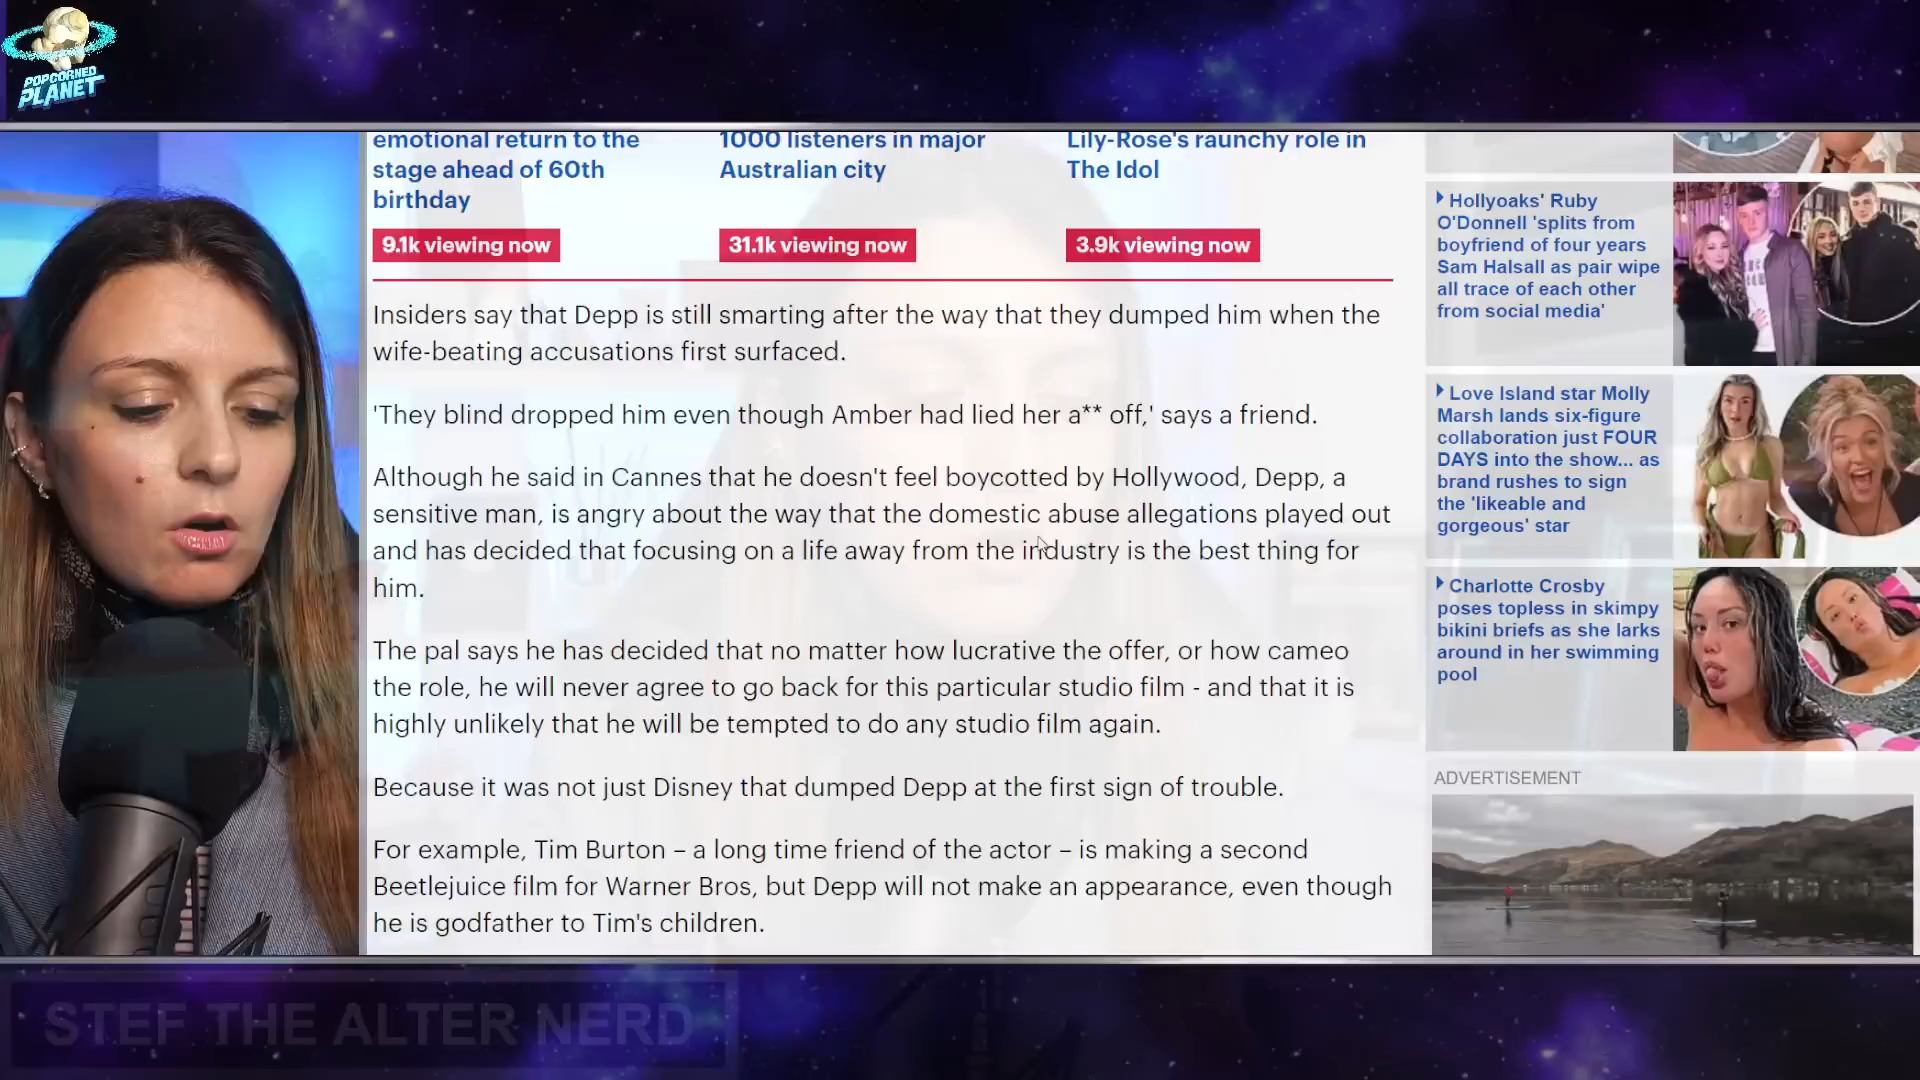 POPCORNED
PLANET
emotional return to the
stage ahead of 60th
birthday
9.1k viewing now
1000 listeners in major
Australian city
31.1k viewing now
Lily-Rose's raunchy role in
The Idol
3.9k viewing now
Insiders say that Depp is still smarting after the way that they dumped him when the
wife-beating accusations first surfaced.
'They blind dropped him even though Amber had lied her a** off,' says a friend.
Although he said in Cannes that he doesn't feel boycotted by Hollywood, Depp, a
sensitive man, is angry about the way that the domestic abuse allegations played out
and has decided that focusing on a life away from the industry is the best thing for
him.
The pal says he has decided that no matter how lucrative the offer, or how cameo
the role, he will never agree to go back for this particular studio film - and that it is
highly unlikely that he will be tempted to do any studio film again.
Because it was not just Disney that dumped Depp at the first sign of trouble.
For example, Tim Burton – a long time friend of the actor – is making a second
Beetlejuice film for Warner Bros, but Depp will not make an appearance, even though
he is godfather to Tim's children.
Hollyoaks' Ruby
O'Donnell 'splits from
boyfriend of four years
Sam Halsall as pair wipe
all trace of each other
from social media'
Love Island star Molly
Marsh lands six-figure
collaboration just FOUR
DAYS into the show... as
brand rushes to sign
the 'likeable and
gorgeous' star
Charlotte Crosby
poses topless in skimpy
bikini briefs as she larks
around in her swimming
pool
ADVERTISEMENT
STEF THE ALTER NERD